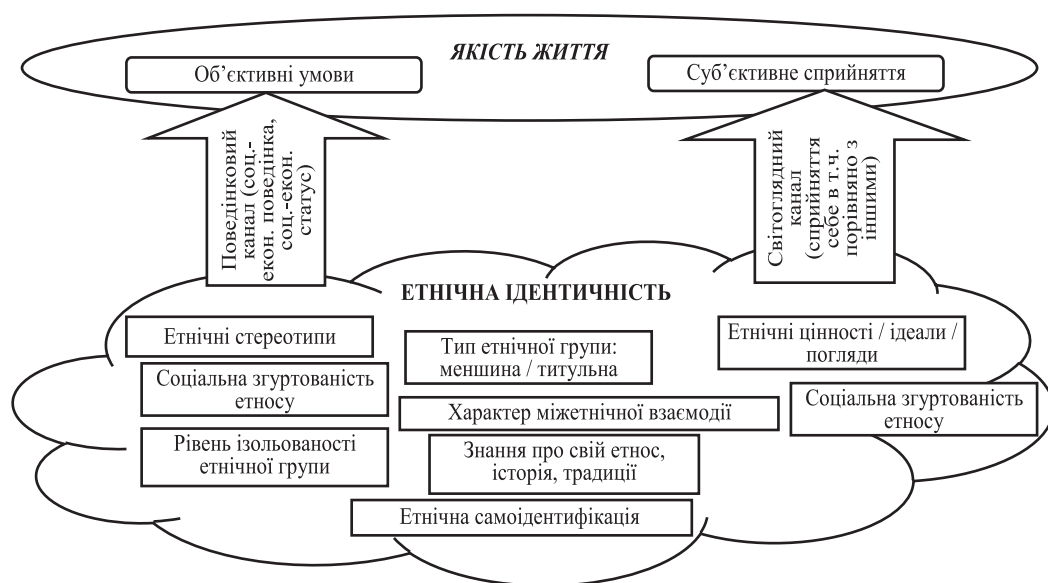 ЯКІСТЬ ЖИТТЯ
Об’єктивні умови
Суб’єктивне сприйняття
Поведінковий
канал (соц.-
екон. поведінка,
соц.-екон.
статус)
Світоглядний
канал
(сприйняття
себе в т.ч.
порівняно з
іншими)
ЕТНІЧНА ІДЕНТИЧНІСТЬ
Етнічні стереотипи
Тип етнічної групи:
меншина / титульна
Етнічні цінності / ідеали /
погляди
Соціальна згуртованість
етносу
Характер міжетнічної взаємодії
Соціальна згуртованість
етносу
Рівень ізольованості
етнічної групи
Знання про свій етнос,
історія, традиції
Етнічна самоідентифікація